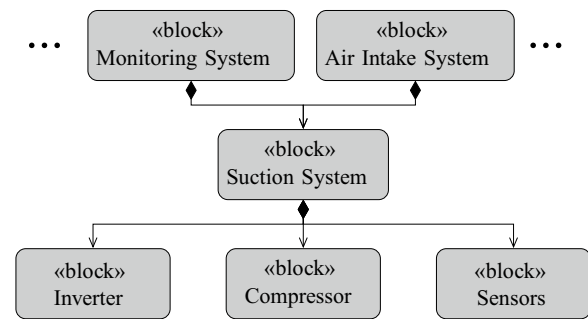 «block»
Monitoring System
«block»
Air Intake System
«block»
Suction System
«block»
Inverter
«block»
Compressor
«block»
Sensors